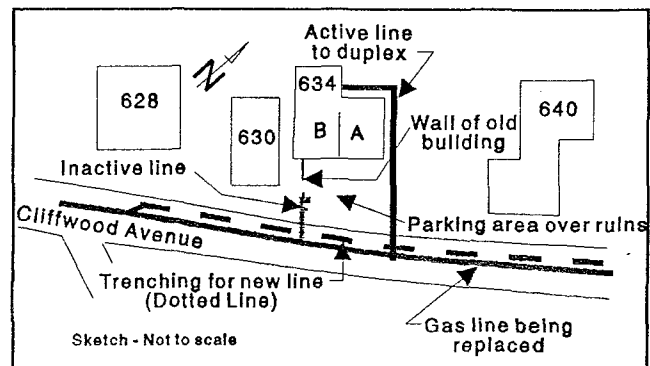 Active line
to duplex
N
634
628
640
630
B
A
Wall of old
building
Inactive line
Parking area over ruins
Cliffwood Avenue
Trenching for new line
(Dotted Line)
Gas line being
replaced
Sketch - Not to scale